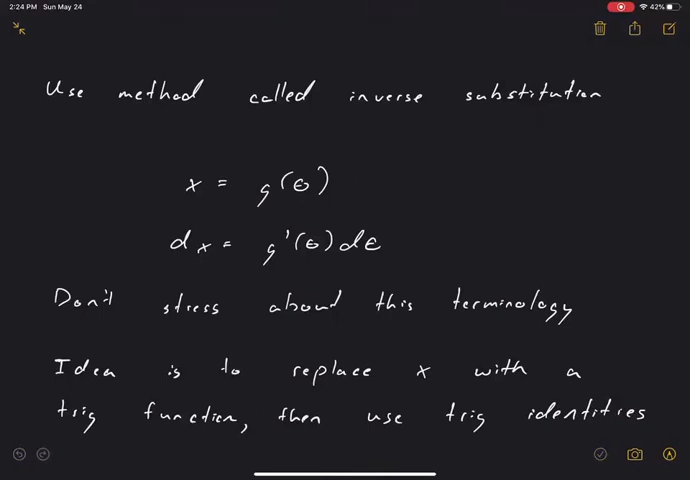 2:24 PM Sun May 24
42%
Use method called inverse substitution
x = g(θ)
dx = g'(θ)dθ
Don't stress about this terminology
Idea is to replace x with a
trig function, then use trig identities